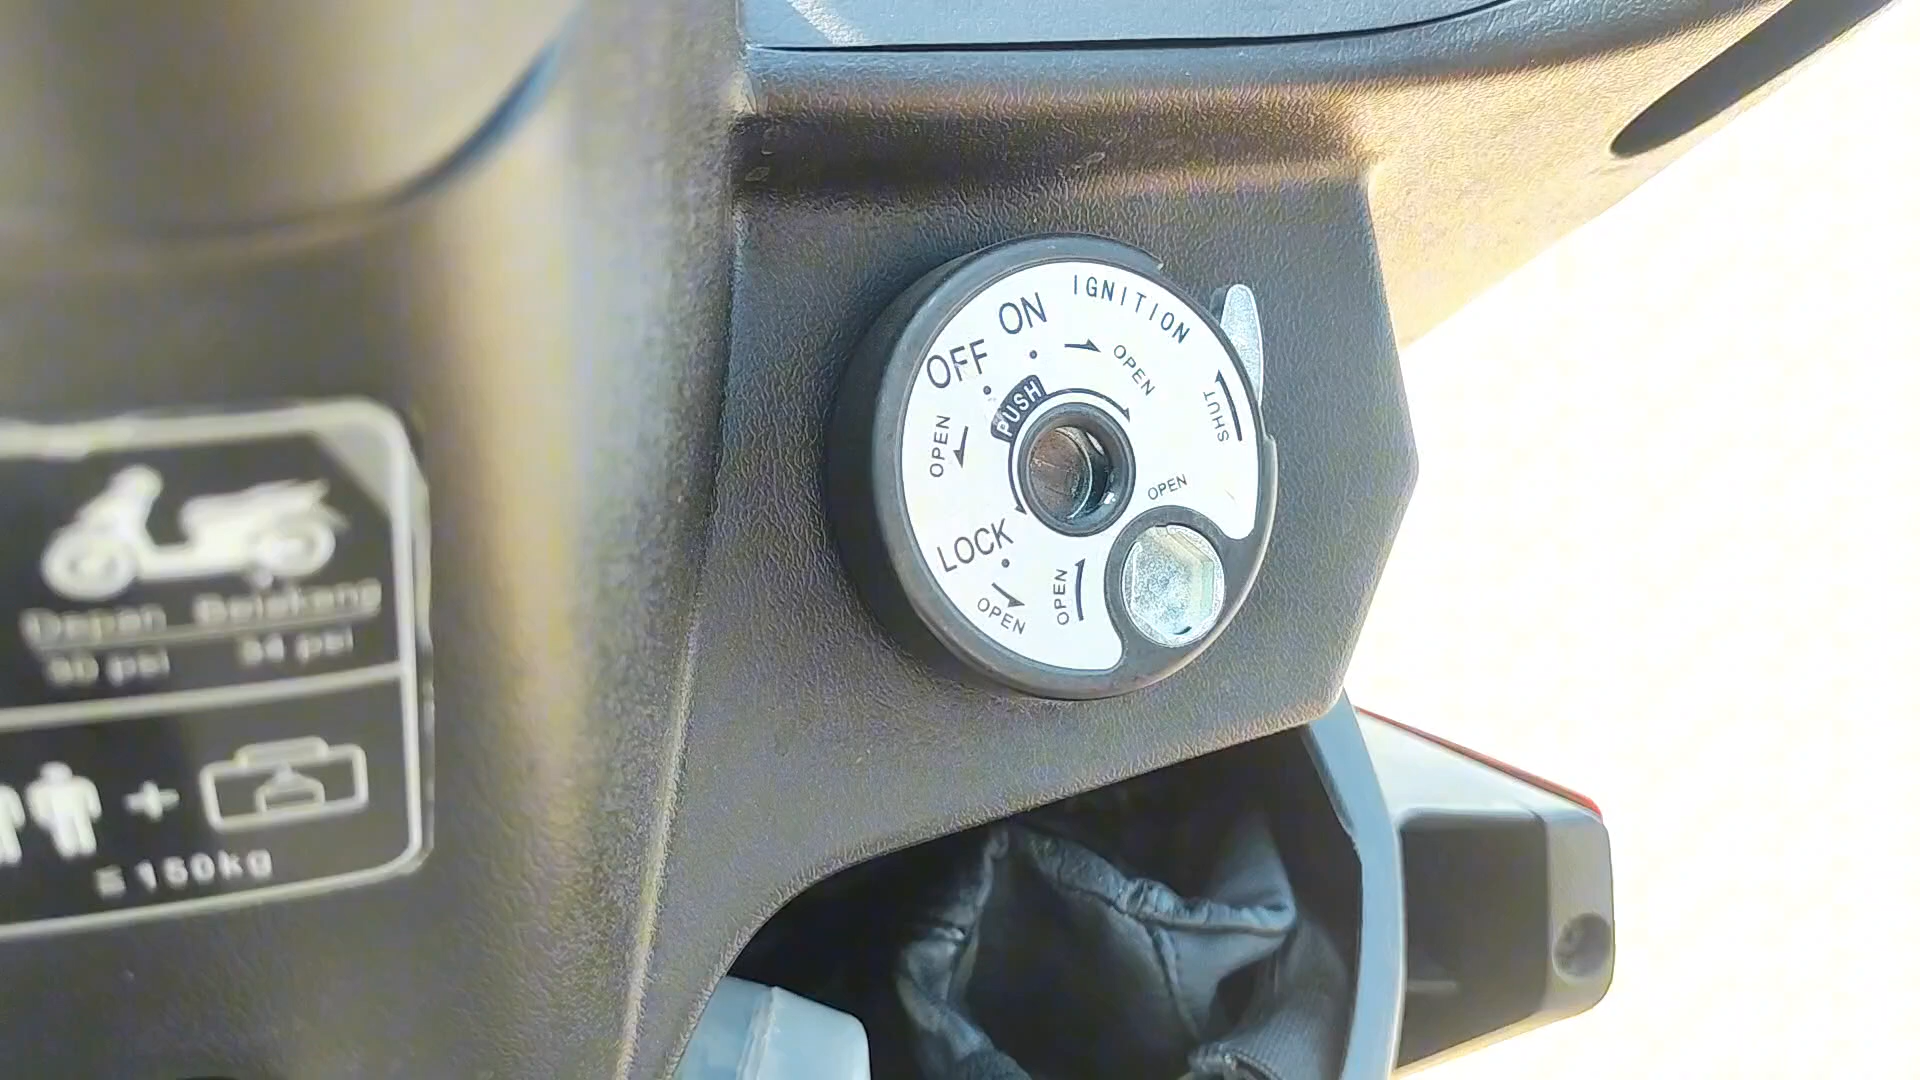 IGNITION
ON
OFF
PUSH
OPEN
SHUT
OPEN
OPEN
LOCK
OPEN
OPEN
Depan Belakang
30 psi 34 psi
+
= 150kg